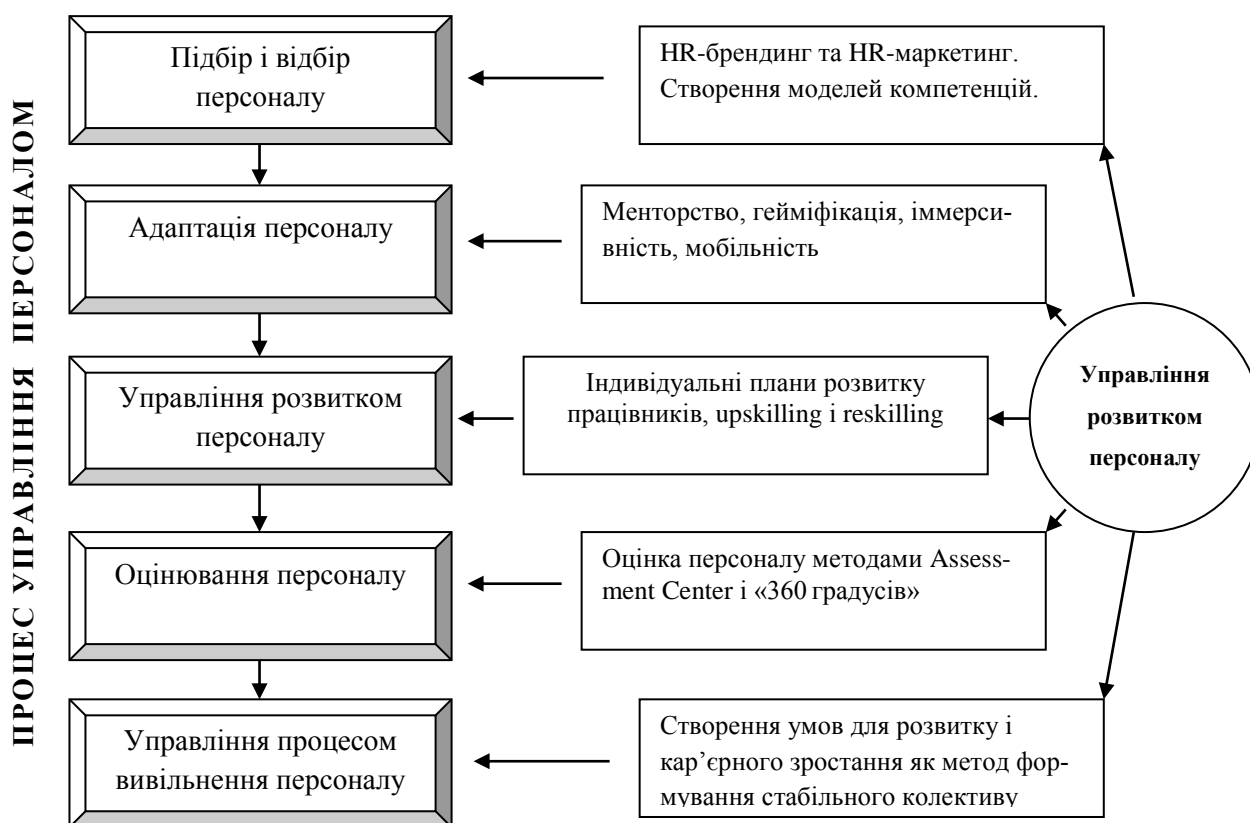 ПРОЦЕС УПРАВЛІННЯ ПЕРСОНАЛОМ
Підбір і відбір
персоналу
HR-брендинг та HR-маркетинг.
Створення моделей компетенцій.
Адаптація персоналу
Менторство, гейміфікація, іммерси-
вність, мобільність
Управління розвитком
персоналу
Індивідуальні плани розвитку
працівників, upskilling і reskilling
Управління
розвитком
персоналу
Оцінювання персоналу
Оцінка персоналу методами Assess-
ment Center і «360 градусів»
Управління процесом
вивільнення персоналу
Створення умов для розвитку і
кар’єрного зростання як метод фор-
мування стабільного колективу